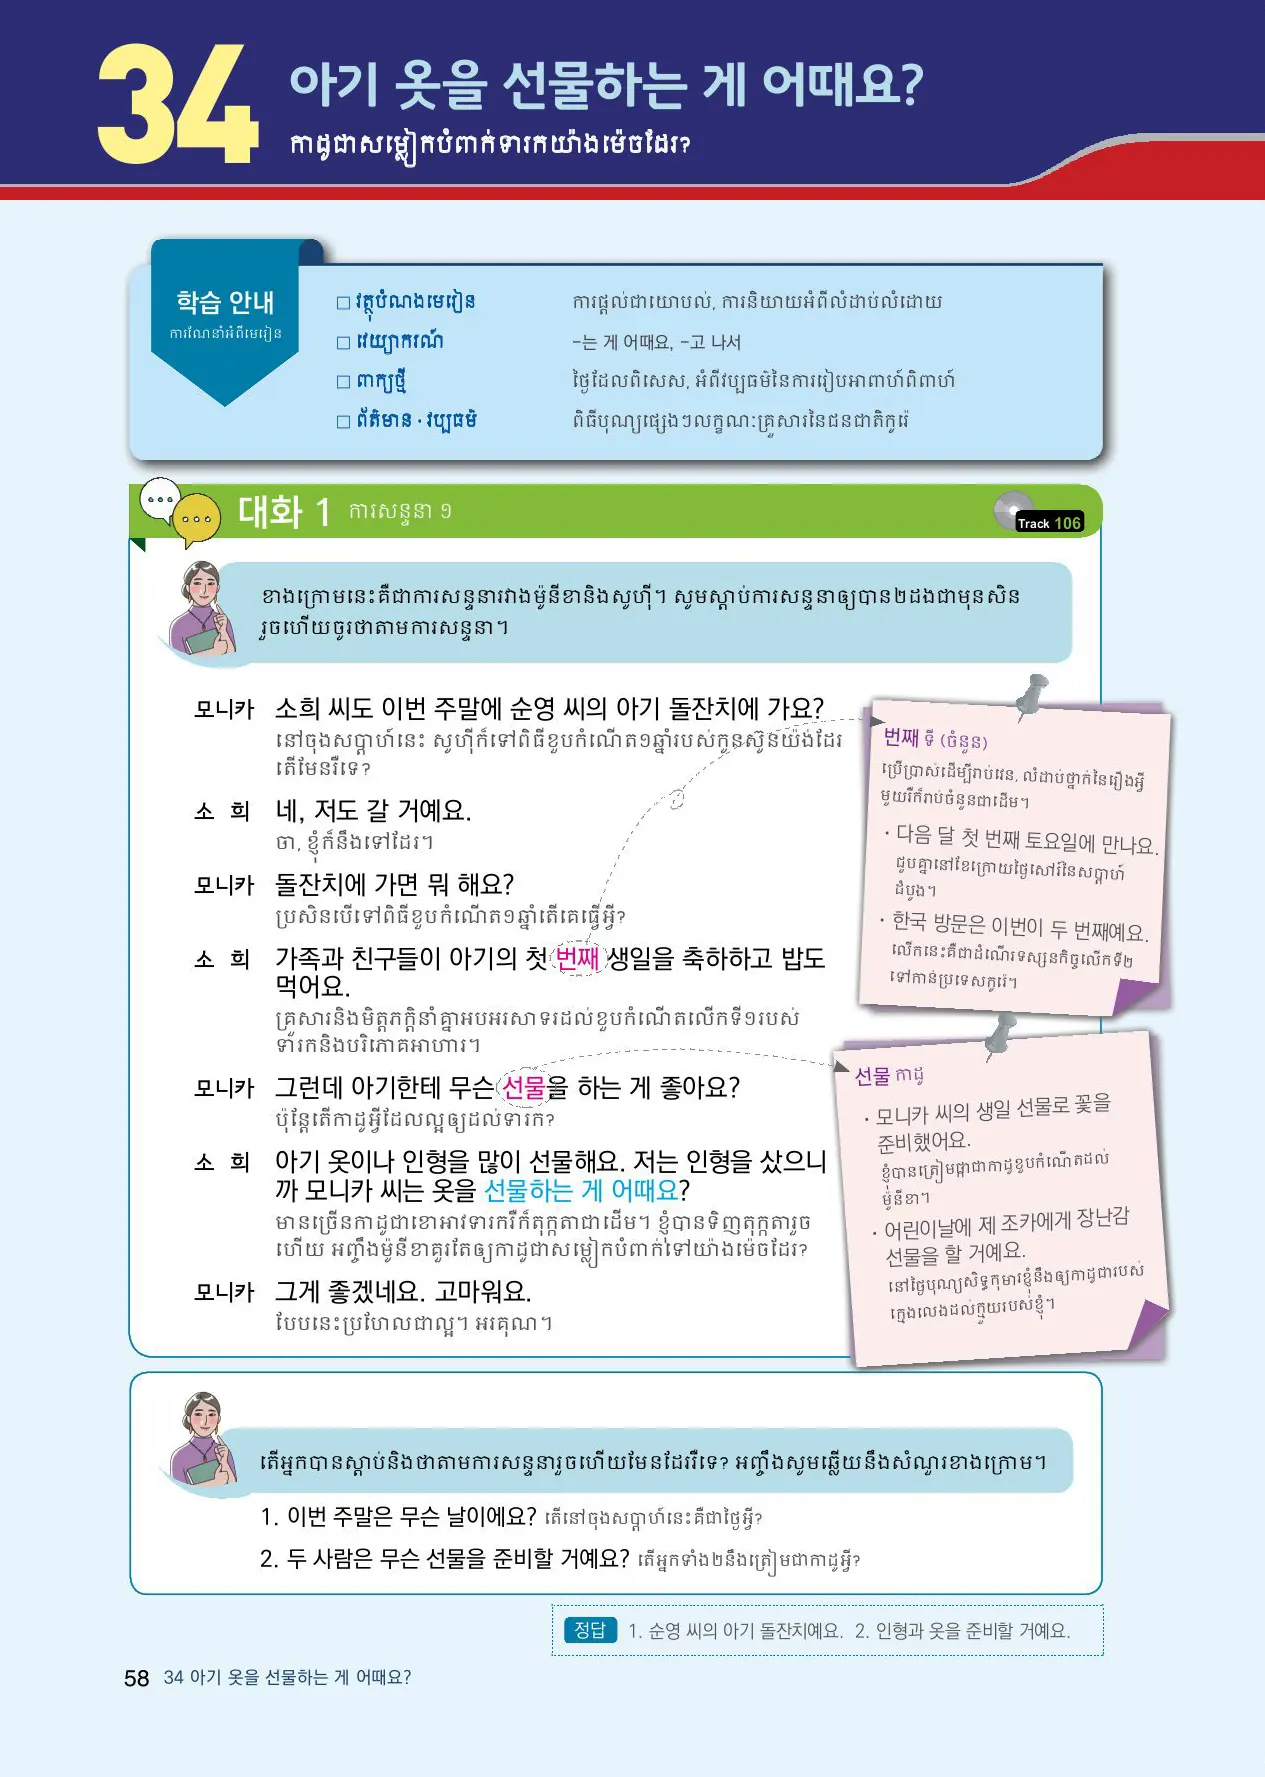 34
아기 옷을 선물하는 게 어때요?
កាដូជាសម្លៀកបំពាក់ទារកយ៉ាងម៉េចដែរ?
학습 안내
ការណែនាំអំពីមេរៀន
□ វត្ថុបំណងមេរៀន ការផ្តល់ជាយោបល់, ការនិយាយអំពីលំដាប់លំដោយ
□ វេយ្យាករណ៍ -는 게 어때요, -고 나서
□ ពាក្យថ្មី ថ្ងៃដែលពិសេស, អំពីវប្បធម៌នៃការរៀបអាពាហ៍ពិពាហ៍
□ ព័ត៌មាន · វប្បធម៌ ពិធីបុណ្យផ្សេងៗលក្ខណៈគ្រួសារនៃជនជាតិកូរ៉េ
대화 1 ការសន្ទនា ១
Track 106
ខាងក្រោមនេះគឺជាការសន្ទនារវាងម៉ូនីខានិងសូហ៊ី។ សូមស្តាប់ការសន្ទនាឲ្យបាន២ដងជាមុនសិន
រួចហើយចូរថាតាមការសន្ទនា។
모니카 소희 씨도 이번 주말에 순영 씨의 아기 돌잔치에 가요?
នៅចុងសប្តាហ៍នេះ សូហ៊ីក៏ទៅពិធីខួបកំណើត១ឆ្នាំរបស់កូនស៊ូនយ៉ង់ដែរ
តើមែនរឺទេ?
소 희 네, 저도 갈 거예요.
ចា, ខ្ញុំក៏នឹងទៅដែរ។
모니카 돌잔치에 가면 뭐 해요?
ប្រសិនបើទៅពិធីខួបកំណើត១ឆ្នាំតើគេធ្វើអ្វី?
소 희 가족과 친구들이 아기의 첫 번째 생일을 축하하고 밥도
먹어요.
គ្រួសារនិងមិត្តភក្តិនាំគ្នាអបអរសាទរដល់ខួបកំណើតលើកទី១របស់
ទារកនិងបរិភោគអាហារ។
모니카 그런데 아기한테 무슨 선물을 하는 게 좋아요?
ប៉ុន្តែតើកាដូអ្វីដែលល្អឲ្យដល់ទារក?
소 희 아기 옷이나 인형을 많이 선물해요. 저는 인형을 샀으니
까 모니카 씨는 옷을 선물하는 게 어때요?
មានច្រើនកាដូជាខោអាវទារករឺក៏តុក្កតាជាដើម។ ខ្ញុំបានទិញតុក្កតារួច
ហើយ អញ្ចឹងម៉ូនីខាគួរតែឲ្យកាដូជាសម្លៀកបំពាក់ទៅយ៉ាងម៉េចដែរ?
모니카 그게 좋겠네요. 고마워요.
បែបនេះប្រហែលជាល្អ។ អរគុណ។
번째 ទី (ចំនួន)
ប្រើប្រាស់ដើម្បីរាប់វេន, លំដាប់ថ្នាក់នៃរឿងអ្វី
មួយរឺក៏រាប់ចំនួនជាដើម។
· 다음 달 첫 번째 토요일에 만나요.
ជួបគ្នានៅខែក្រោយថ្ងៃសៅរ៍នៃសប្តាហ៍
ដំបូង។
· 한국 방문은 이번이 두 번째예요.
លើកនេះគឺជាដំណើរទស្សនកិច្ចលើកទី២
ទៅកាន់ប្រទេសកូរ៉េ។
선물 កាដូ
· 모니카 씨의 생일 선물로 꽃을
준비했어요.
ខ្ញុំបានត្រៀមផ្កាជាកាដូខួបកំណើតដល់
ម៉ូនីខា។
· 어린이날에 제 조카에게 장난감
선물을 할 거예요.
នៅថ្ងៃបុណ្យសិទ្ធកុមារខ្ញុំនឹងឲ្យកាដូជារបស់
ក្មេងលេងដល់ក្មួយរបស់ខ្ញុំ។
តើអ្នកបានស្តាប់និងថាតាមការសន្ទនារួចហើយមែនដែររឺទេ? អញ្ចឹងសូមឆ្លើយនឹងសំណួរខាងក្រោម។
1. 이번 주말은 무슨 날이에요? តើនៅចុងសប្តាហ៍នេះគឺជាថ្ងៃអ្វី?
2. 두 사람은 무슨 선물을 준비할 거예요? តើអ្នកទាំង២នឹងត្រៀមជាកាដូអ្វី?
정답 1. 순영 씨의 아기 돌잔치예요. 2. 인형과 옷을 준비할 거예요.
58 34 아기 옷을 선물하는 게 어때요?